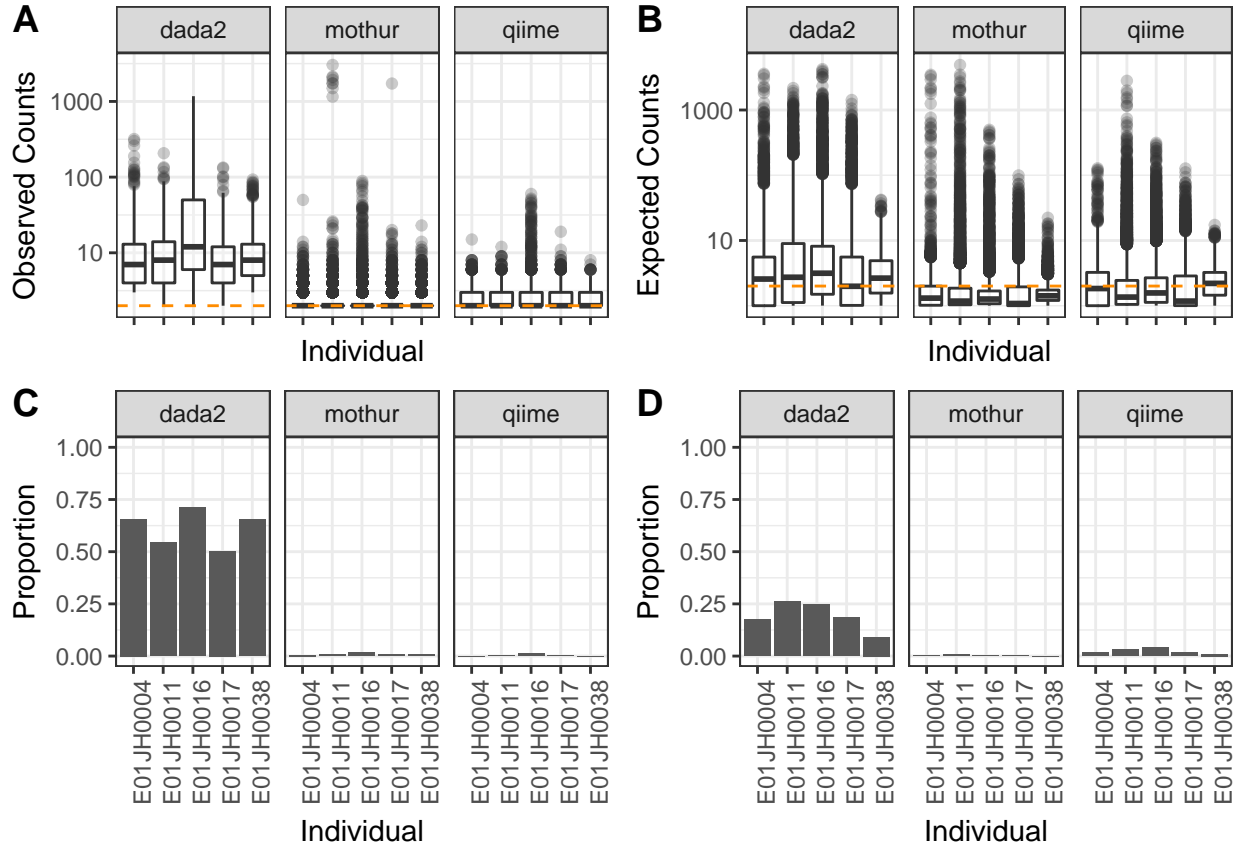 A
dada2 mothur qiime
Observed Counts
1000
100
10
Individual
B
dada2 mothur qiime
Expected Counts
1000
10
Individual
C
dada2 mothur qiime
Proportion
1.00
0.75
0.50
0.25
0.00
E01JH0004
E01JH0011
E01JH0016
E01JH0017
E01JH0038
E01JH0004
E01JH0011
E01JH0016
E01JH0017
E01JH0038
E01JH0004
E01JH0011
E01JH0016
E01JH0017
E01JH0038
Individual
D
dada2 mothur qiime
Proportion
1.00
0.75
0.50
0.25
0.00
E01JH0004
E01JH0011
E01JH0016
E01JH0017
E01JH0038
E01JH0004
E01JH0011
E01JH0016
E01JH0017
E01JH0038
E01JH0004
E01JH0011
E01JH0016
E01JH0017
E01JH0038
Individual